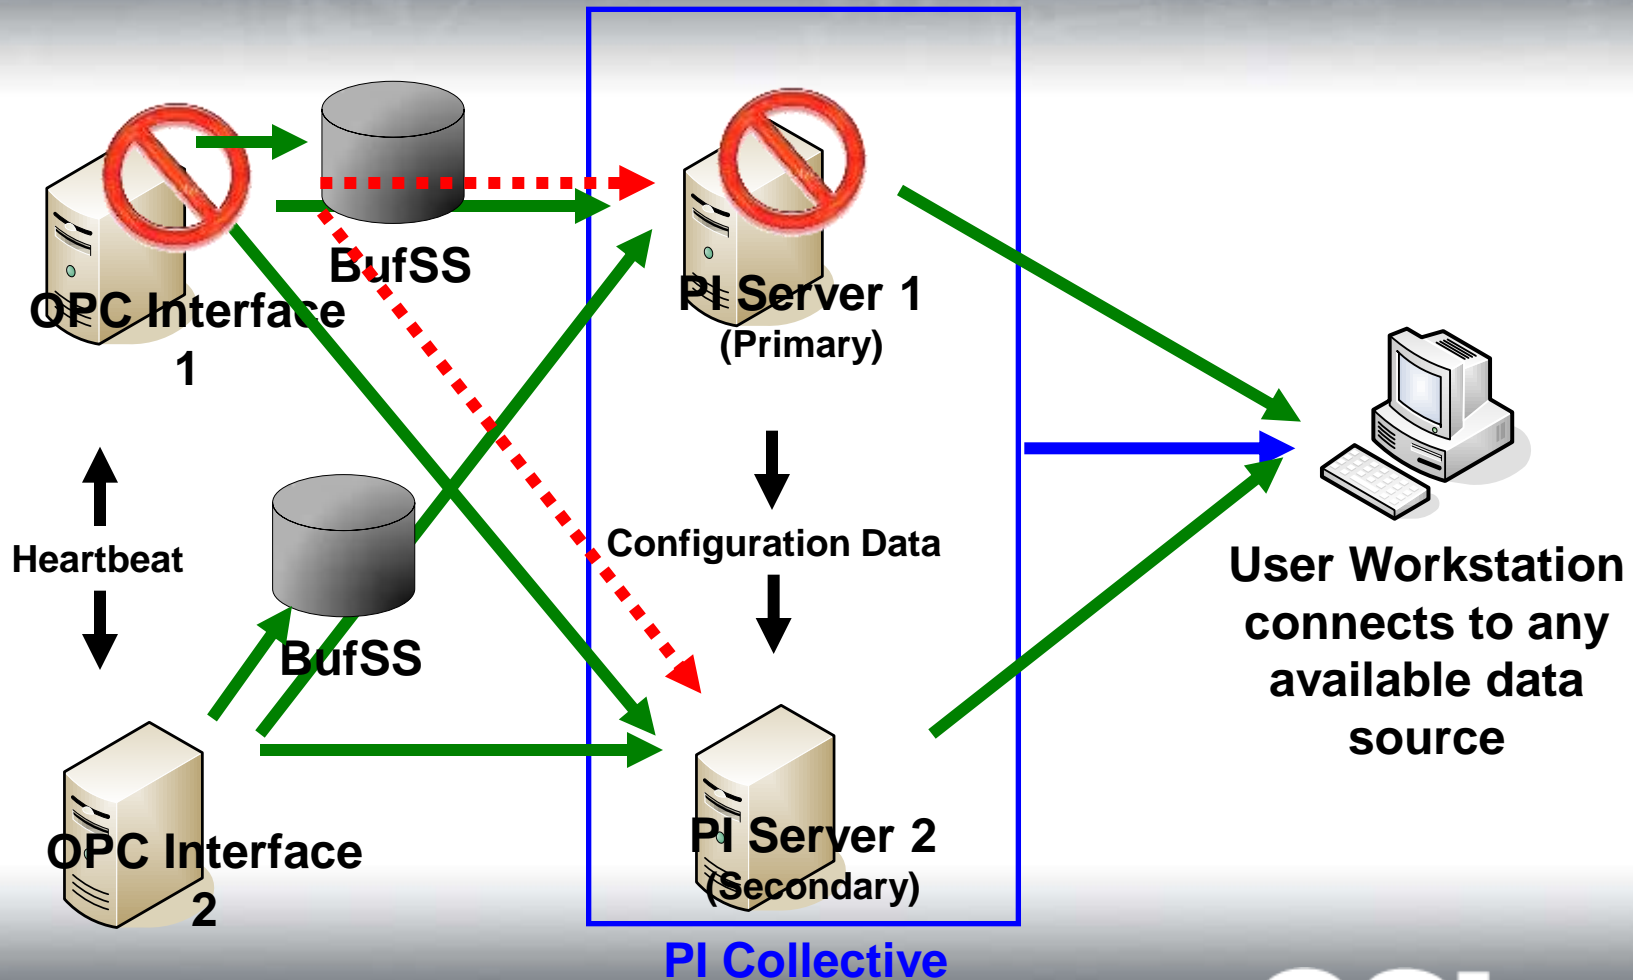 BufSS
OPC Interface
1
PI Server 1
(Primary)
Heartbeat
Configuration Data
BufSS
User Workstation
connects to any
available data
source
OPC Interface
2
PI Server 2
(Secondary)
PI Collective